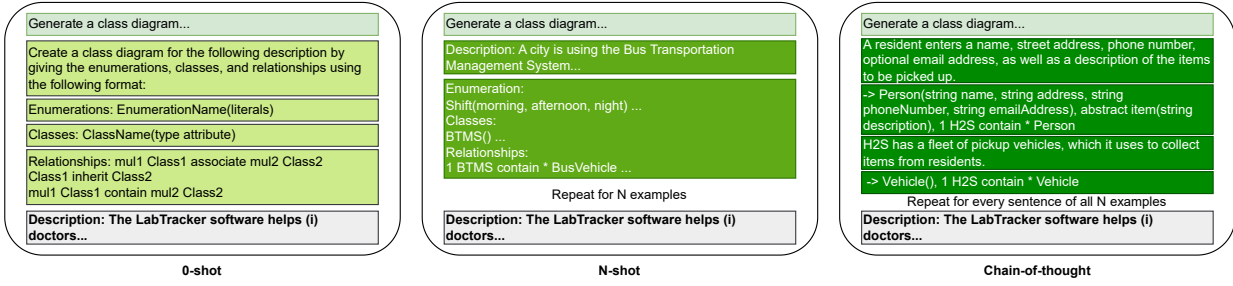 Generate a class diagram...
Create a class diagram for the following description by
giving the enumerations, classes, and relationships using
the following format:
Enumerations: EnumerationName(literals)
Classes: ClassName(type attribute)
Relationships: mul1 Class1 associate mul2 Class2
Class1 inherit Class2
mul1 Class1 contain mul2 Class2
Description: The LabTracker software helps (i)
doctors...
0-shot
Generate a class diagram...
Description: A city is using the Bus Transportation
Management System...
Enumeration:
Shift(morning, afternoon, night) ...
Classes:
BTMS() ...
Relationships:
1 BTMS contain * BusVehicle ...
Repeat for N examples
Description: The LabTracker software helps (i)
doctors...
N-shot
Generate a class diagram...
A resident enters a name, street address, phone number,
optional email address, as well as a description of the items
to be picked up.
-> Person(string name, string address, string
phoneNumber, string emailAddress), abstract item(string
description), 1 H2S contain * Person
H2S has a fleet of pickup vehicles, which it uses to collect
items from residents.
-> Vehicle(), 1 H2S contain * Vehicle
Repeat for every sentence of all N examples
Description: The LabTracker software helps (i)
doctors...
Chain-of-thought